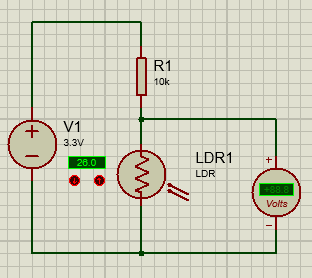 R1
10k
V1
3.3V
26.0
LDR1
LDR
+
+88.8
Volts